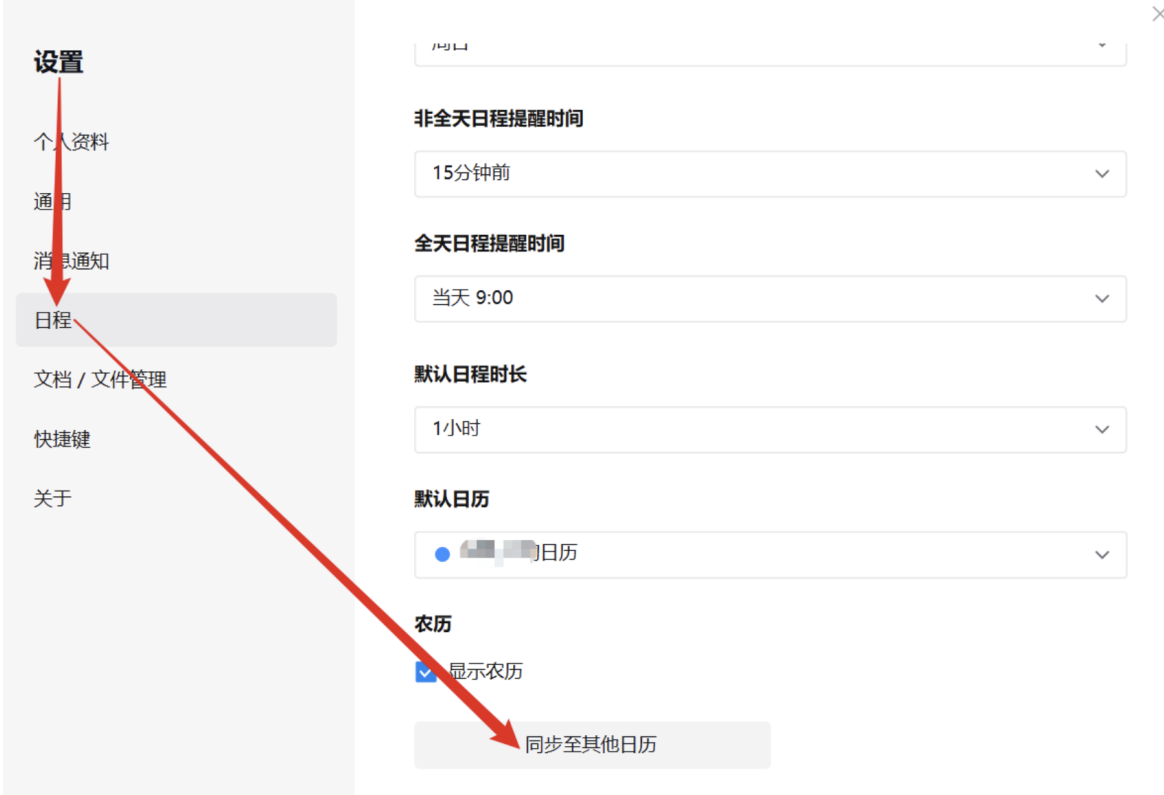 设置
个人资料
通用
消息通知
日程
文档 / 文件管理
快捷键
关于
周日
非全天日程提醒时间
15分钟前
全天日程提醒时间
当天 9:00
默认日程时长
1小时
默认日历
日历
农历
显示农历
同步至其他日历